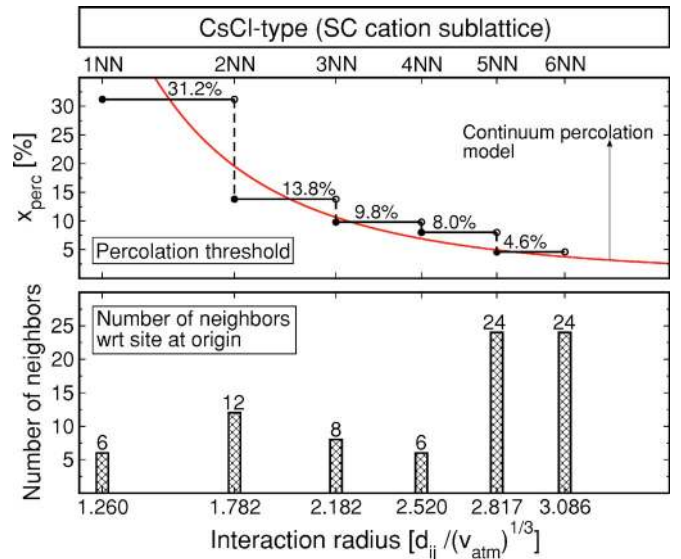 CsCl-type (SC cation sublattice)
1NN 2NN 3NN 4NN 5NN 6NN
x_perc [%]
30
25
20
15
10
5
31.2%
13.8%
9.8%
8.0%
4.6%
Continuum percolation
model
Percolation threshold
Number of neighbors
25
20
15
10
5
Number of neighbors
wrt site at origin
6 12 8 6 24 24
1.260 1.782 2.182 2.520 2.817 3.086
Interaction radius [d_ij /(v_atm)^1/3]